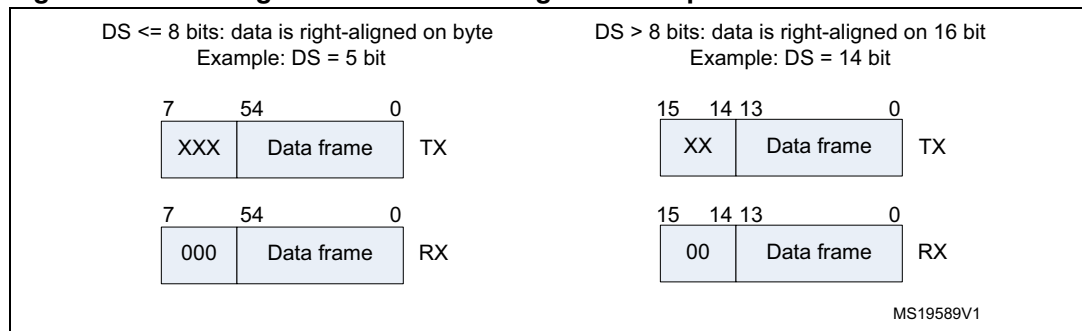 DS <= 8 bits: data is right-aligned on byte
Example: DS = 5 bit
7 54 0
XXX Data frame TX
7 54 0
000 Data frame RX
DS > 8 bits: data is right-aligned on 16 bit
Example: DS = 14 bit
15 14 13 0
XX Data frame TX
15 14 13 0
00 Data frame RX
MS19589V1